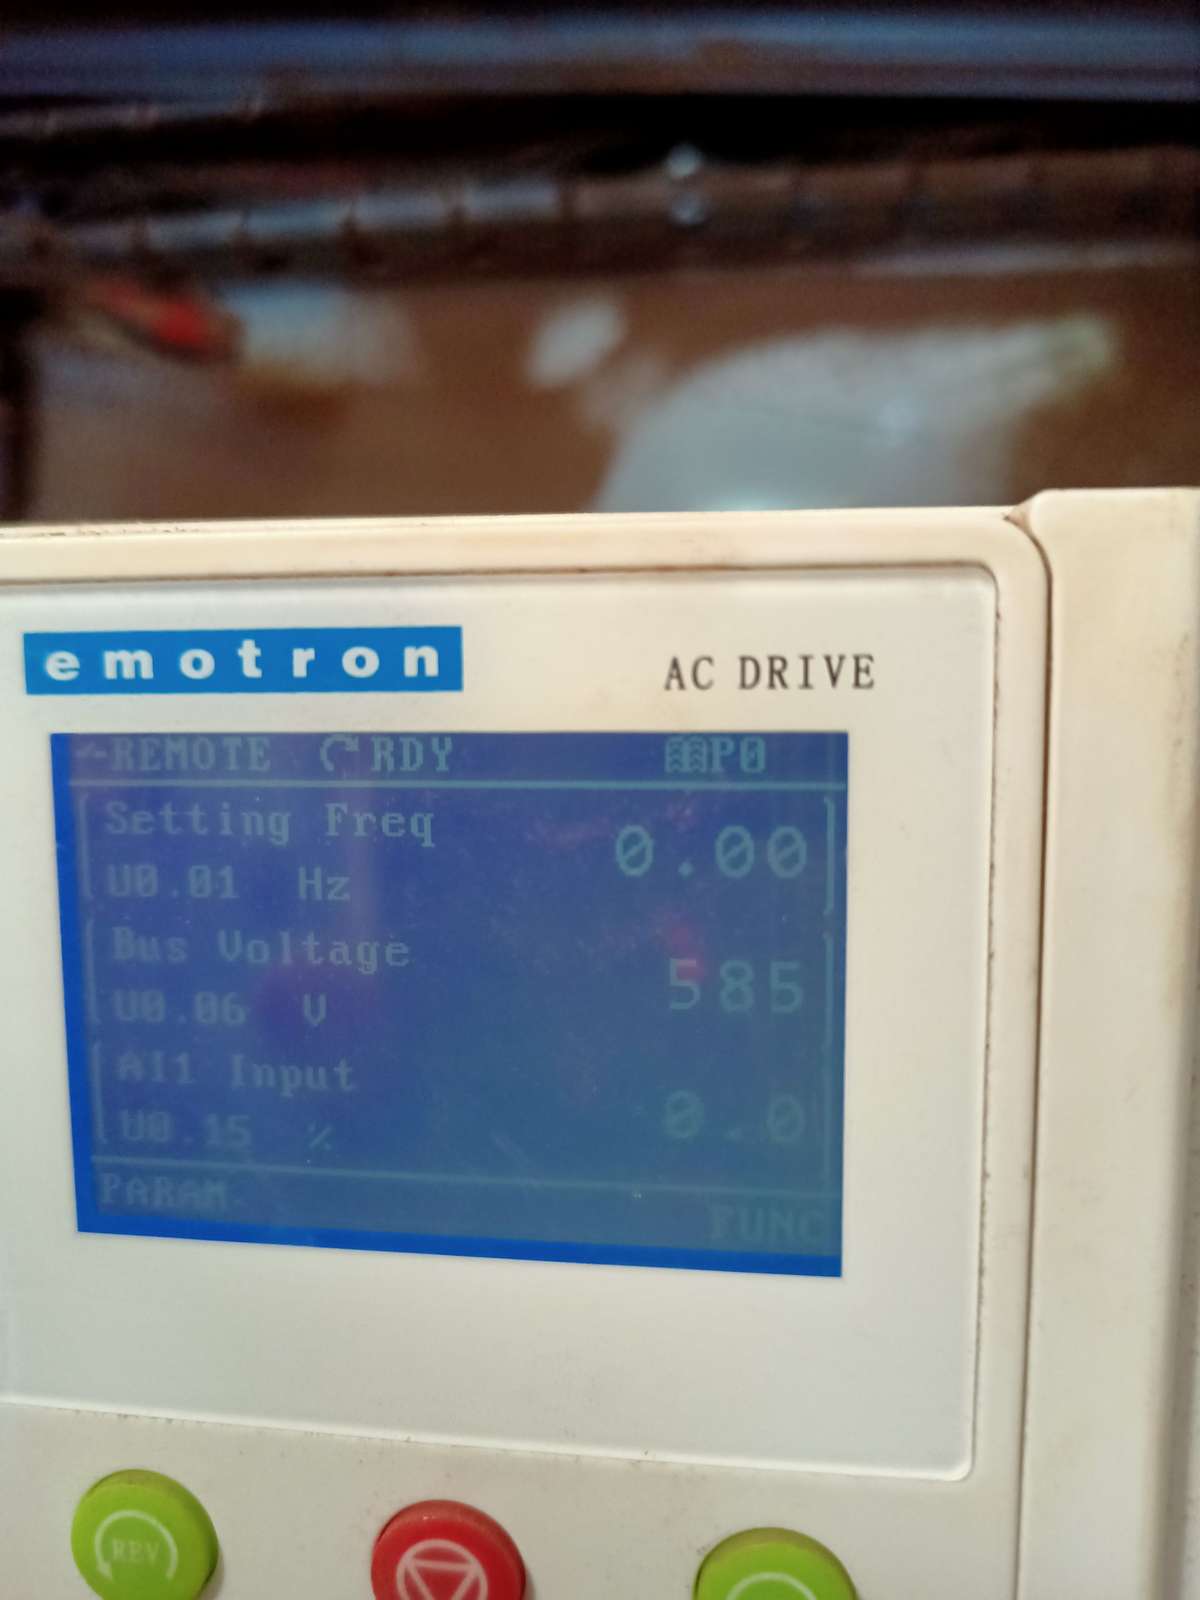 emotron
AC DRIVE
REMOTE RDY P0
Setting Freq
0.00
U0.01 Hz
Bus Voltage
585
U0.06 V
AI1 Input
0.0
U0.15 %
PARAM
FUNC
REV